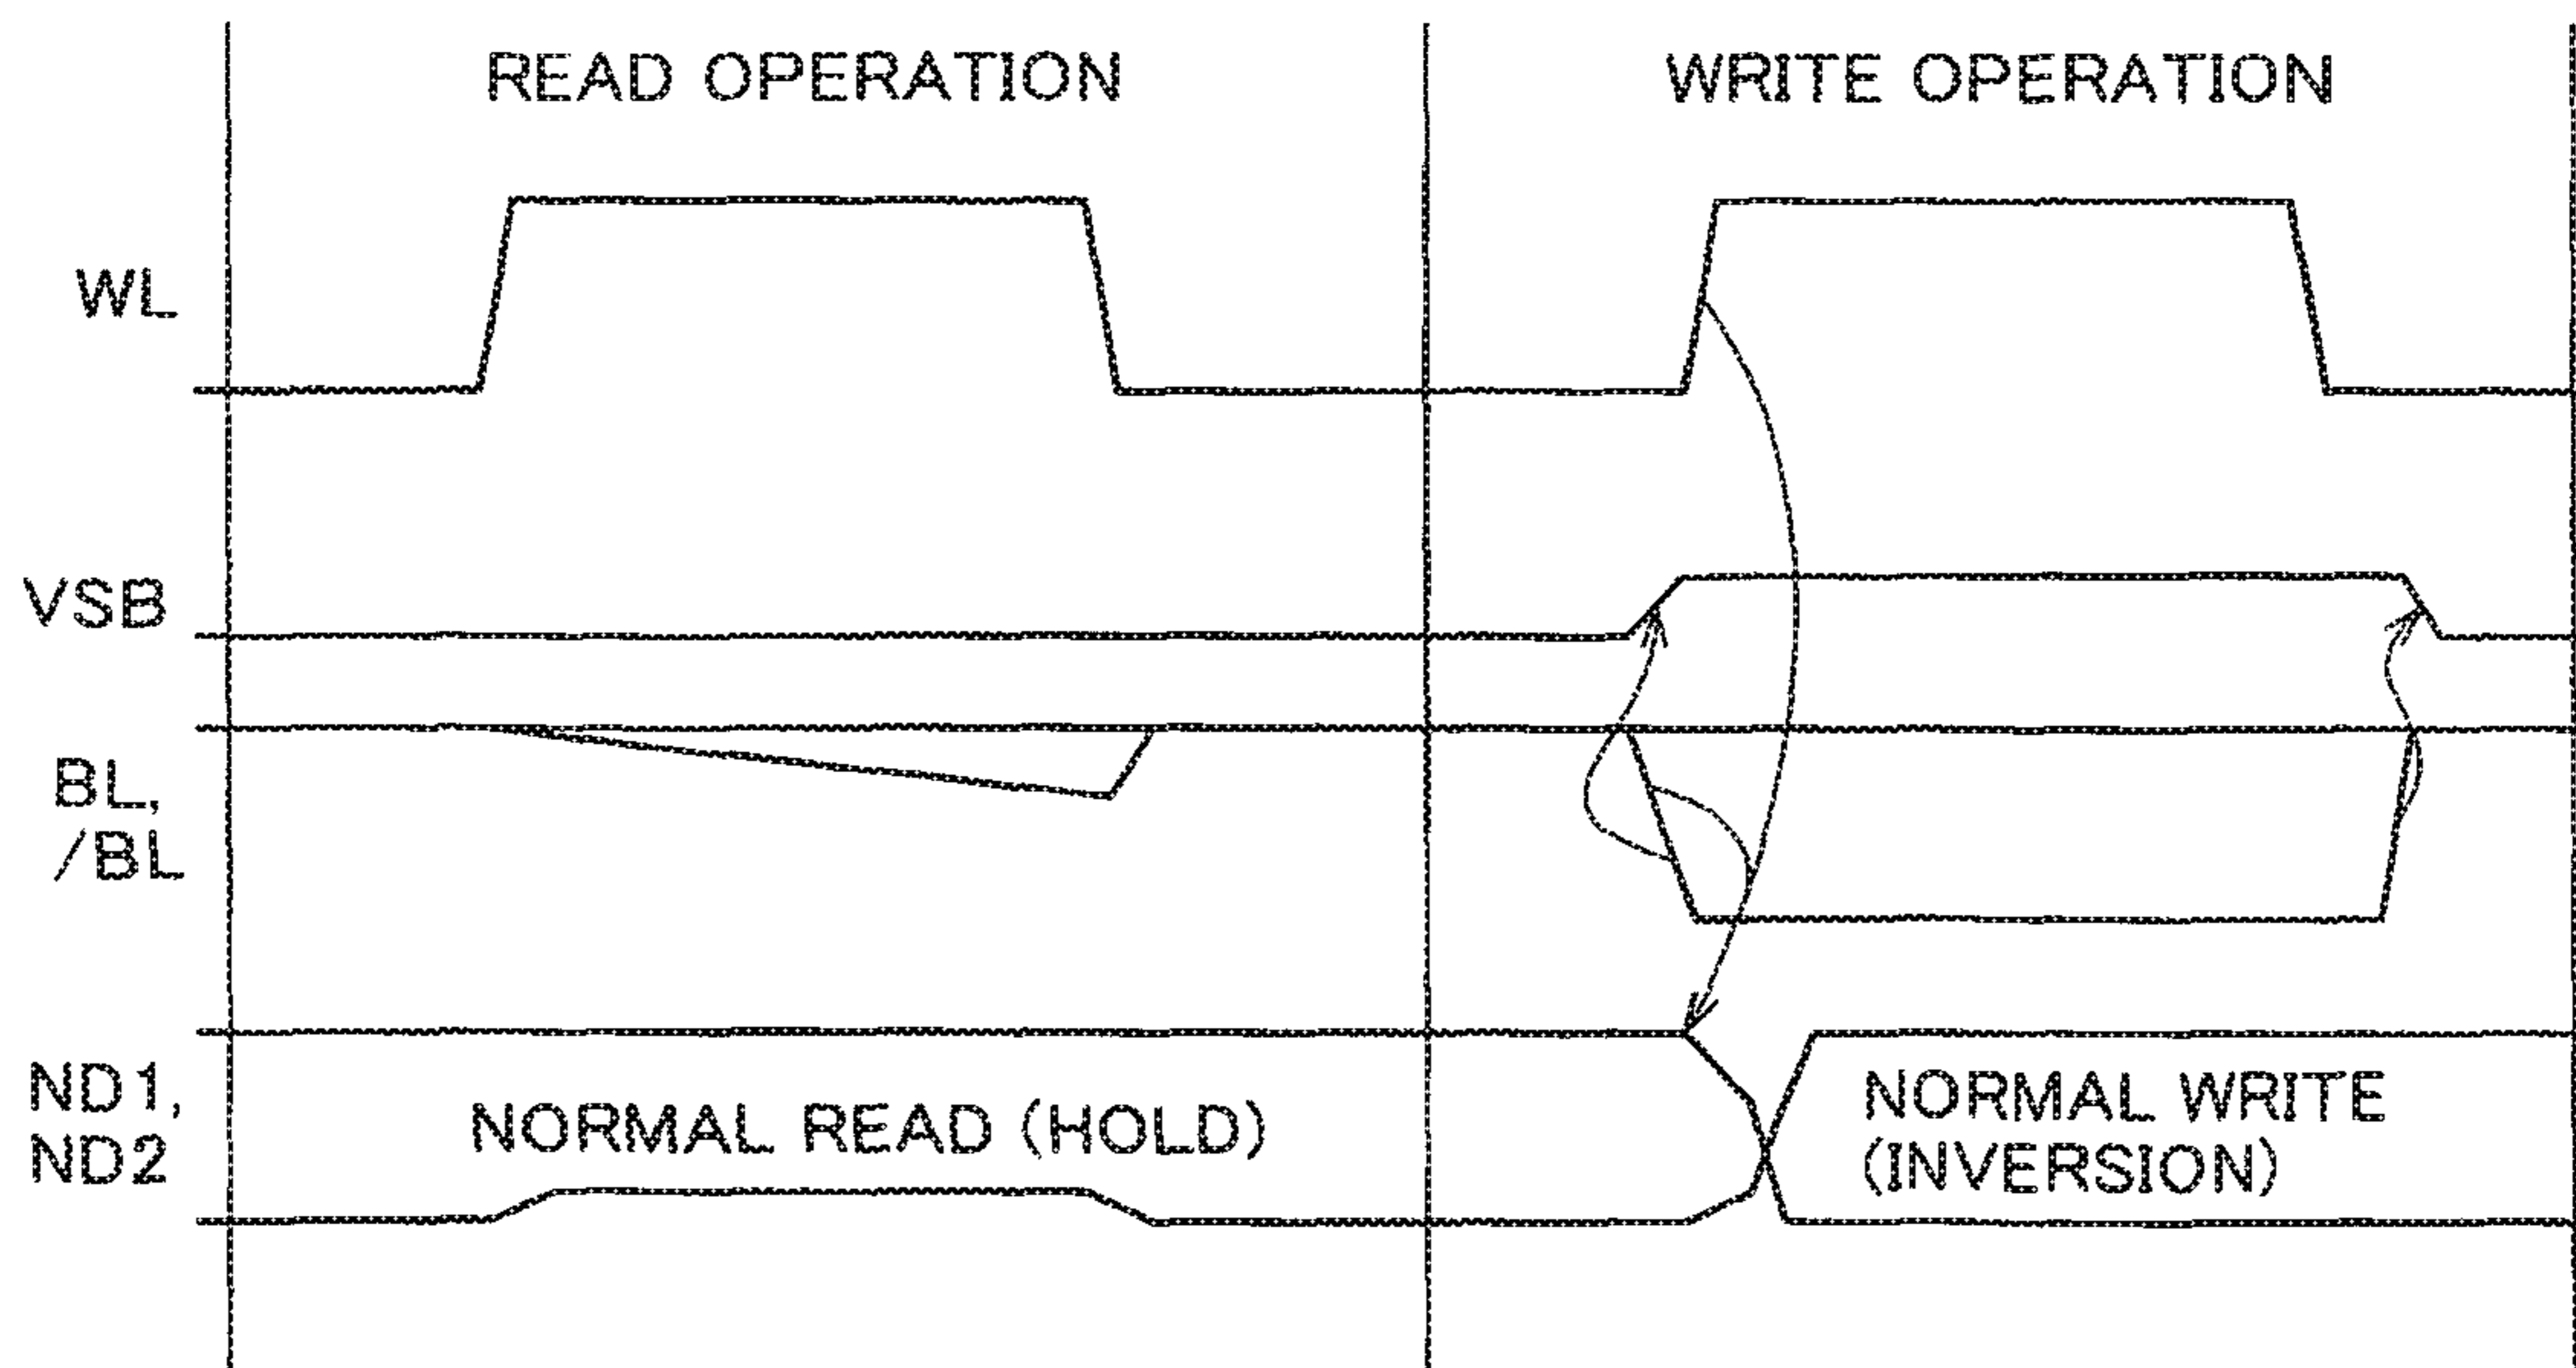 READ OPERATION
WRITE OPERATION
WL
VSB
BL,
/BL
ND1,
ND2
NORMAL READ (HOLD)
NORMAL WRITE
(INVERSION)